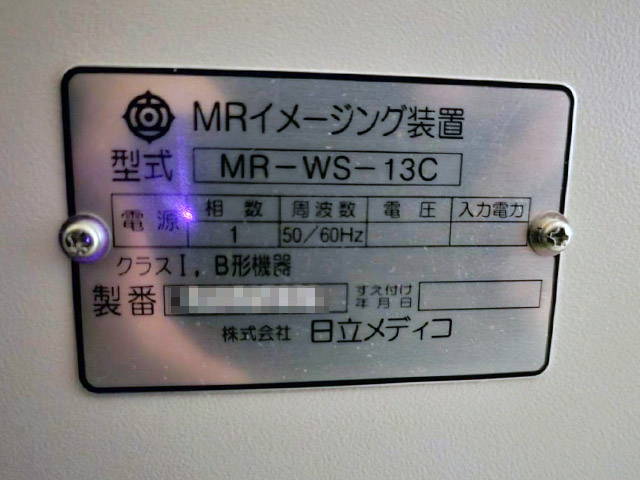 MRイメージング装置
型式 MR-WS-13C
電源 相数 周波数 電圧 入力電力
1 50/60Hz
クラスI, B形機器
製番 すえ付け年月日
株式会社 日立メディコ